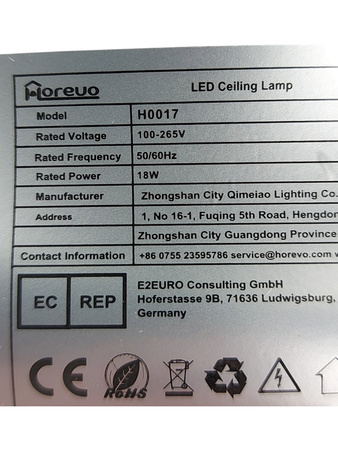 Horevo LED Ceiling Lamp
Model H0017
Rated Voltage 100-265V
Rated Frequency 50/60Hz
Rated Power 18W
Manufacturer Zhongshan City Qimeiao Lighting Co.
Address 1, No 16-1, Fuqing 5th Road, Hengdon
Zhongshan City Guangdong Province
Contact Information +86 0755 23595786 service@horevo.com
EC REP E2EURO Consulting GmbH
Hoferstasse 9B, 71636 Ludwigsburg,
Germany
CE RoHS